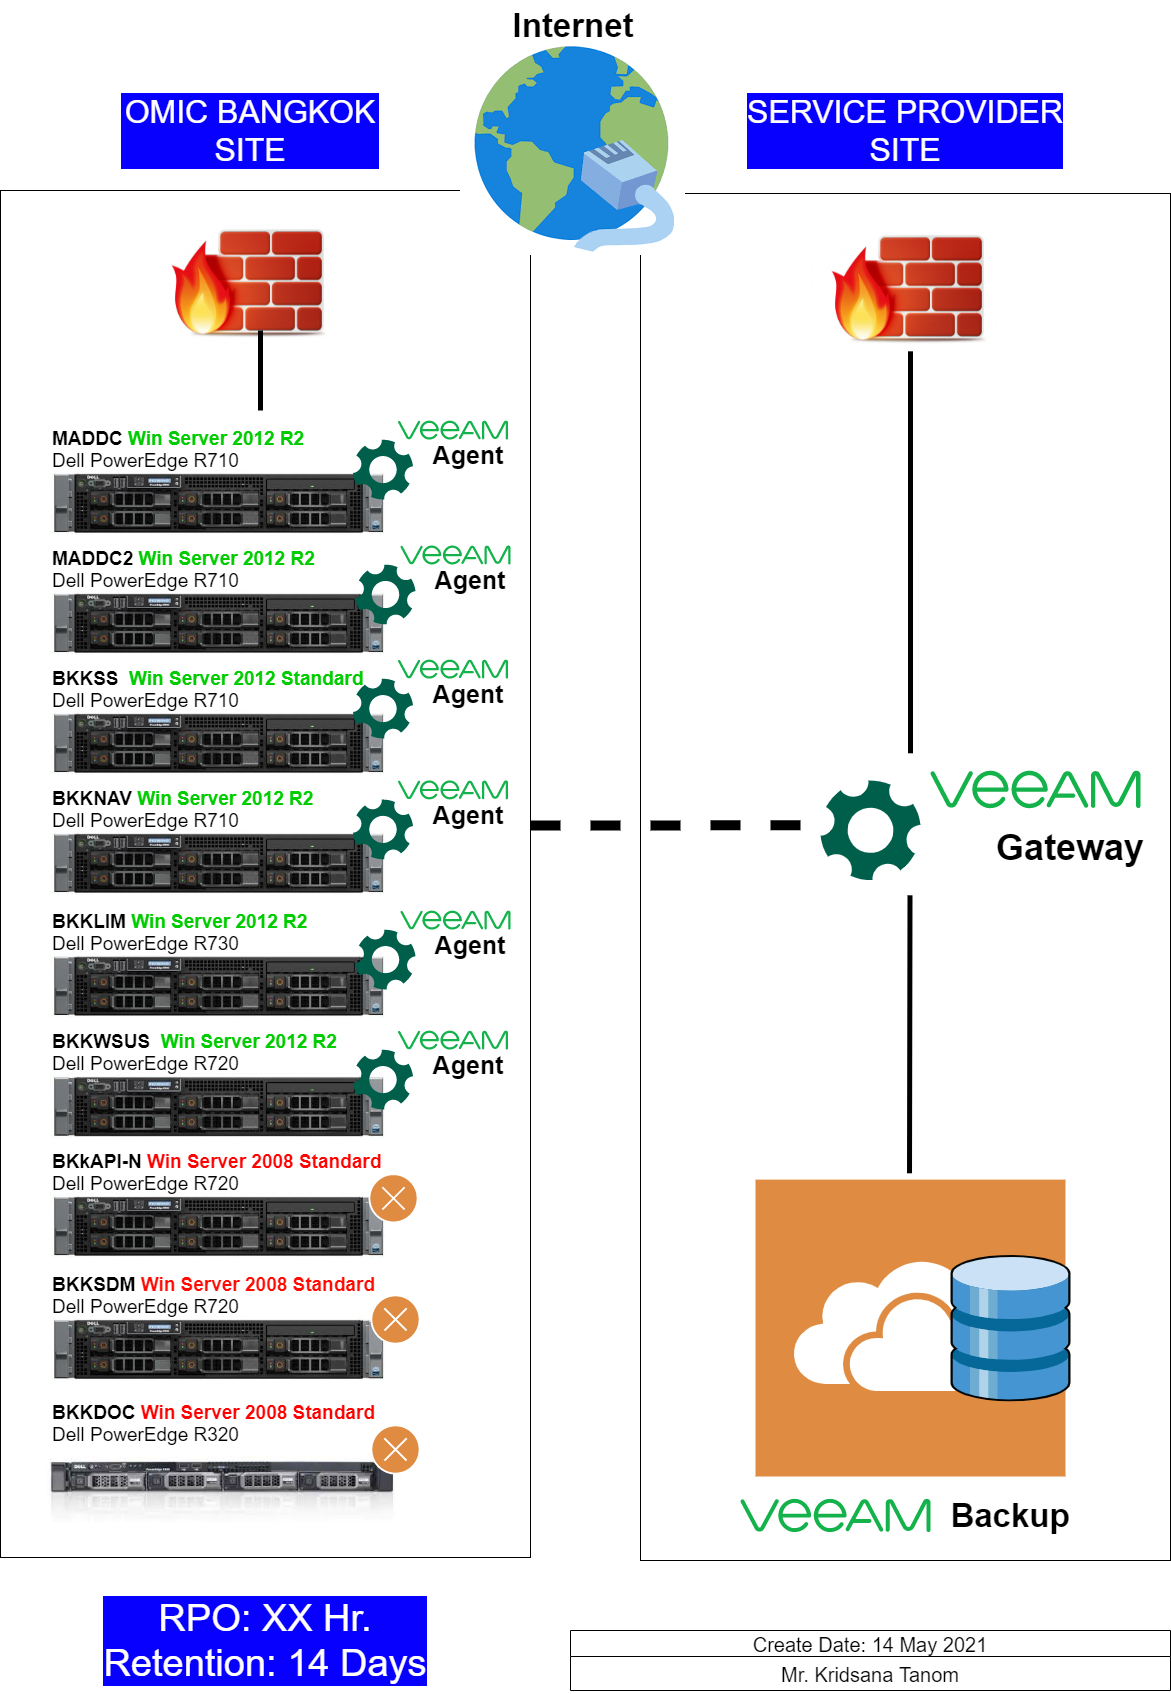 Internet
OMIC BANGKOK
SITE
SERVICE PROVIDER
SITE
MADDC Win Server 2012 R2
Dell PowerEdge R710
veeAM
Agent
MADDC2 Win Server 2012 R2
Dell PowerEdge R710
veeAM
Agent
BKKSS Win Server 2012 Standard
Dell PowerEdge R710
veeAM
Agent
BKKNAV Win Server 2012 R2
Dell PowerEdge R710
veeAM
Agent
veeAM
Gateway
BKKLIM Win Server 2012 R2
Dell PowerEdge R730
veeAM
Agent
BKKWSUS Win Server 2012 R2
Dell PowerEdge R720
veeAM
Agent
BKkAPI-N Win Server 2008 Standard
Dell PowerEdge R720
BKKSDM Win Server 2008 Standard
Dell PowerEdge R720
BKKDOC Win Server 2008 Standard
Dell PowerEdge R320
veeAM Backup
RPO: XX Hr.
Retention: 14 Days
Create Date: 14 May 2021
Mr. Kridsana Tanom